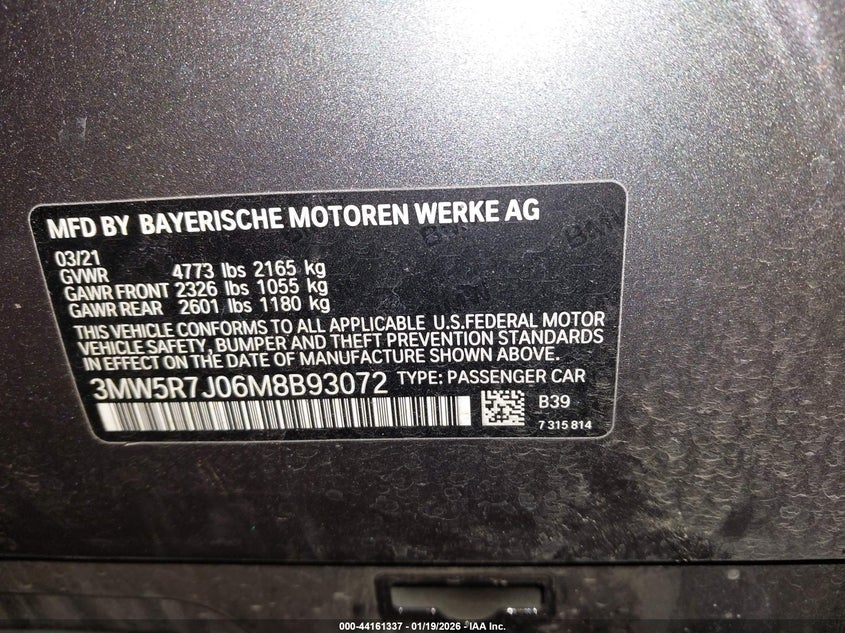 MFD BY BAYERISCHE MOTOREN WERKE AG
03/21
GVWR 4773 lbs 2165 kg
GAWR FRONT 2326 lbs 1055 kg
GAWR REAR 2601 lbs 1180 kg
THIS VEHICLE CONFORMS TO ALL APPLICABLE U.S.FEDERAL MOTOR
VEHICLE SAFETY, BUMPER AND THEFT PREVENTION STANDARDS
IN EFFECT ON THE DATE OF MANUFACTURE SHOWN ABOVE.
3MW5R7J06M8B93072 TYPE: PASSENGER CAR
B39
7 315 814
BMW
BMW
BMW
000-44161337 - 01/19/2026 - IAA Inc.